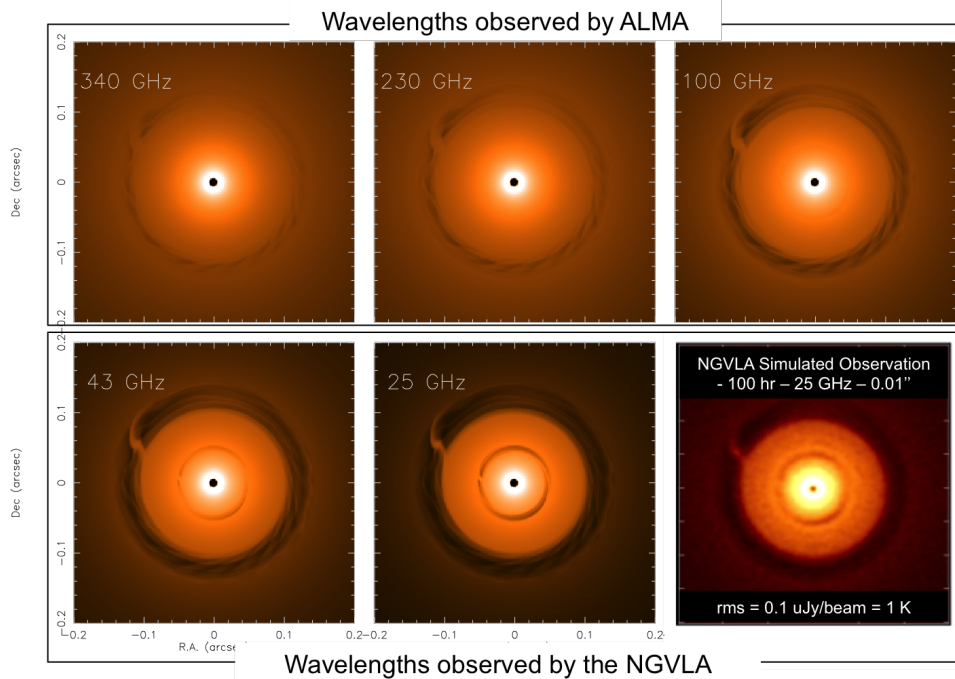 Wavelengths observed by ALMA
0.2
340 GHz
230 GHz
100 GHz
0.1
Dec (arcsec)
0
−0.1
−0.2
0.2
43 GHz
25 GHz
NGVLA Simulated Observation
- 100 hr – 25 GHz – 0.01”
0.1
Dec (arcsec)
0
−0.1
rms = 0.1 uJy/beam = 1 K
−0.2
−0.2 −0.1 0 0.1 0.2 −0.2 −0.1 0 0.1 0.2
R.A.
Wavelengths observed by the NGVLA